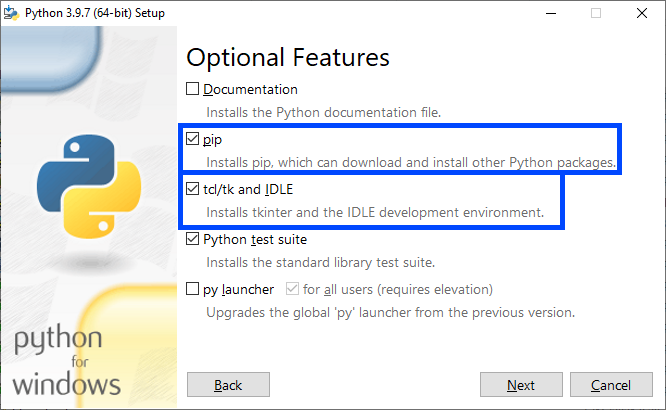 Python 3.9.7 (64-bit) Setup
Optional Features
Documentation
Installs the Python documentation file.
pip
Installs pip, which can download and install other Python packages.
tcl/tk and IDLE
Installs tkinter and the IDLE development environment.
Python test suite
Installs the standard library test suite.
py launcher for all users (requires elevation)
Upgrades the global 'py' launcher from the previous version.
python
for
windows
Back Next Cancel